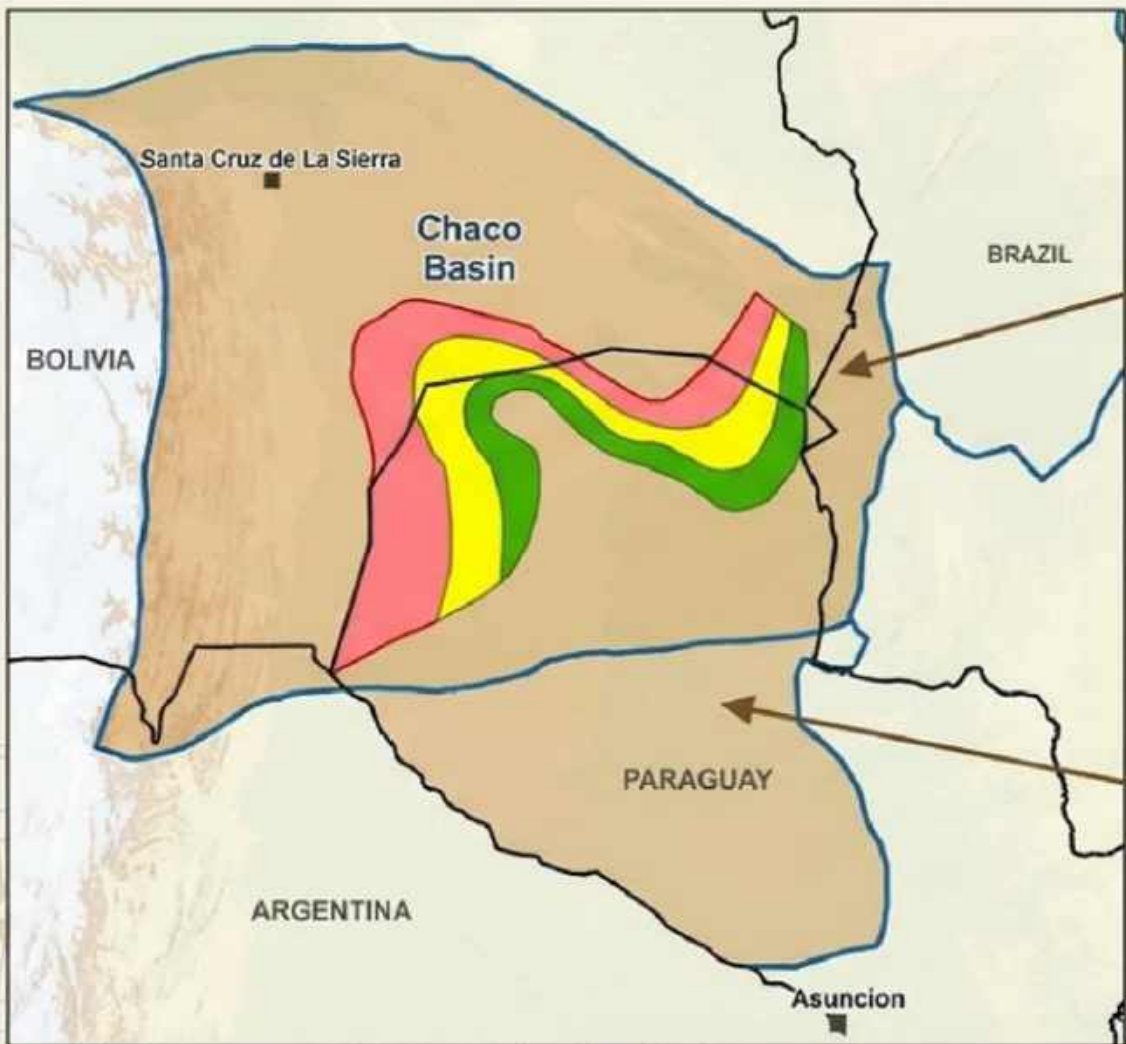 Santa Cruz de La Sierra
Chaco
Basin
BRAZIL
BOLIVIA
PARAGUAY
ARGENTINA
Asuncion